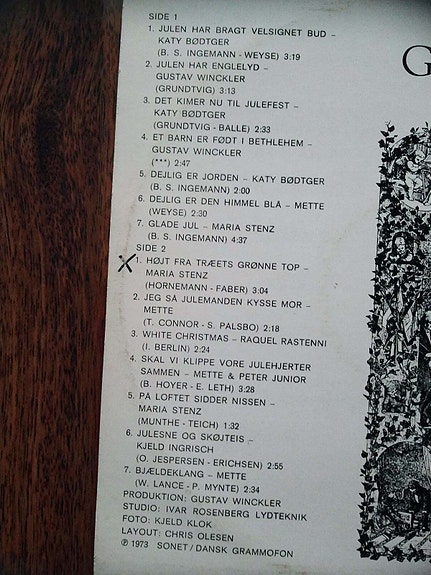 SIDE 1
1. JULEN HAR BRAGT VELSIGNET BUD –
KATY BØDTGER
(B. S. INGEMANN - WEYSE) 3:19
2. JULEN HAR ENGLELYD –
GUSTAV WINCKLER
(GRUNDTVIG) 3:13
3. DET KIMER NU TIL JULEFEST –
KATY BØDTGER
(GRUNDTVIG - BALLE) 2:33
4. ET BARN ER FØDT I BETHLEHEM –
GUSTAV WINCKLER
(***) 2:47
5. DEJLIG ER JORDEN – KATY BØDTGER
(B. S. INGEMANN) 2:00
6. DEJLIG ER DEN HIMMEL BLÅ – METTE
(WEYSE) 2:30
7. GLADE JUL – MARIA STENZ
(B. S. INGEMANN) 4:37
SIDE 2
X 1. HØJT FRA TRÆETS GRØNNE TOP –
MARIA STENZ
(HORNEMANN - FABER) 3:04
2. JEG SÅ JULEMANDEN KYSSE MOR –
METTE
(T. CONNOR - S. PALSBO) 2:18
3. WHITE CHRISTMAS – RAQUEL RASTENNI
(I. BERLIN) 2:24
4. SKAL VI KLIPPE VORE JULEHJERTER
SAMMEN – METTE & PETER JUNIOR
(B. HOYER - E. LETH) 3:28
5. PÅ LOFTET SIDDER NISSEN –
MARIA STENZ
(MUNTHE - TEICH) 1:32
6. JULESNE OG SKØJTEIS –
KJELD INGRISCH
(O. JESPERSEN - ERICHSEN) 2:55
7. BJÆLDEKLANG – METTE
(W. LANCE - P. MYNTE) 2:34
PRODUKTION: GUSTAV WINCKLER
STUDIO: IVAR ROSENBERG LYDTEKNIK
FOTO: KJELD KLOK
LAYOUT: CHRIS OLESEN
℗ 1973 SONET/DANSK GRAMMOFON
G